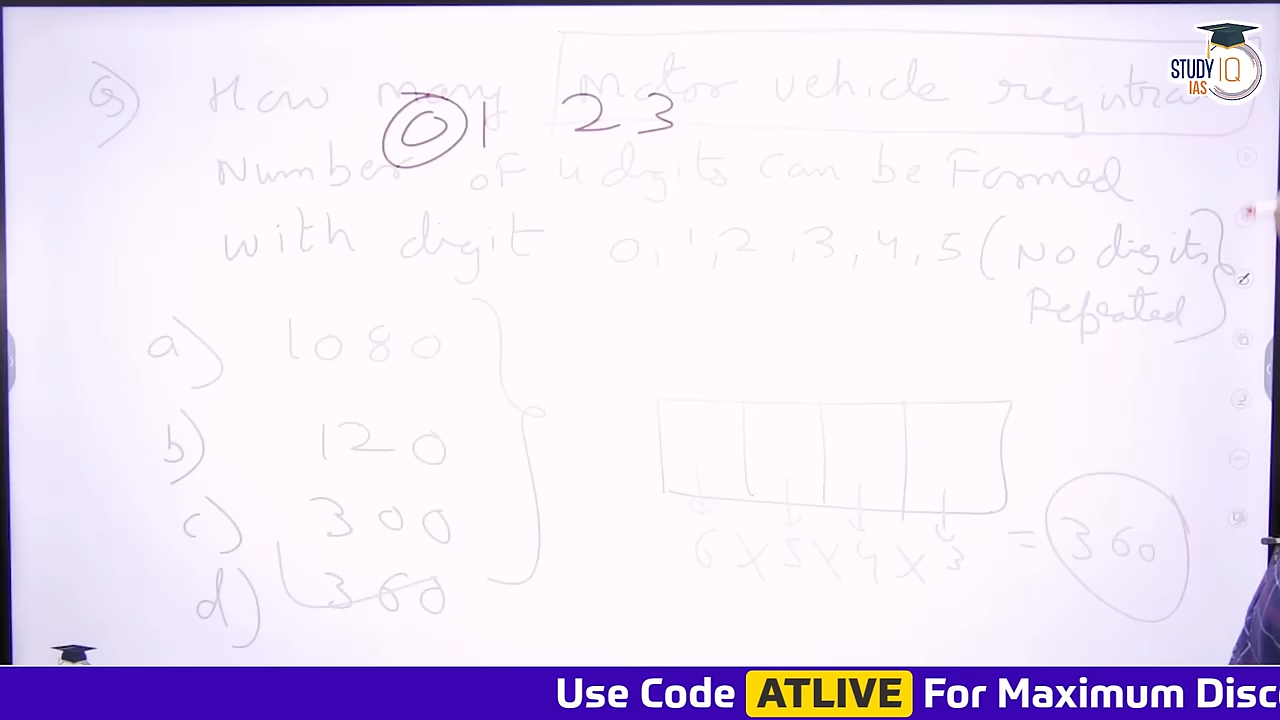 STUDY IQ
IAS
Q) How many Motor vehicle registra
0 1 2 3
Number of 4 digits can be Formed
with digit 0, 1, 2, 3, 4, 5 (No digits
Repeated)
a) 1080
b) 120
c) 300
d) 360
6 X 5 X 4 X 3 = 360
Use Code ATLIVE For Maximum Disc